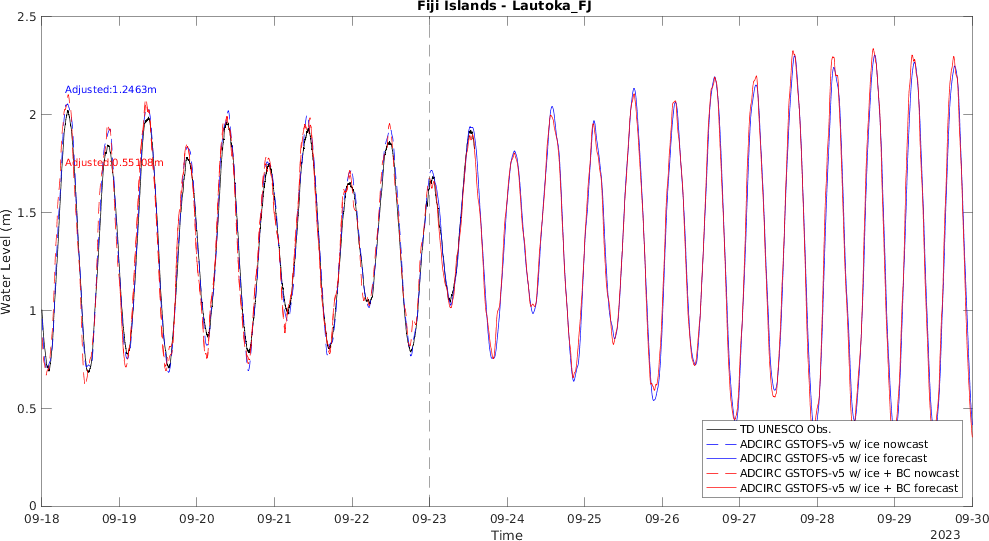 Fiji Islands - Lautoka_FJ
2.5
2
1.5
1
0.5
0
Water Level (m)
Adjusted:1.2463m
Adjusted:0.55108m
TD UNESCO Obs.
ADCIRC GSTOFS-v5 w/ ice nowcast
ADCIRC GSTOFS-v5 w/ ice forecast
ADCIRC GSTOFS-v5 w/ ice + BC nowcast
ADCIRC GSTOFS-v5 w/ ice + BC forecast
09-18 09-19 09-20 09-21 09-22 09-23 09-24 09-25 09-26 09-27 09-28 09-29 09-30
Time
2023